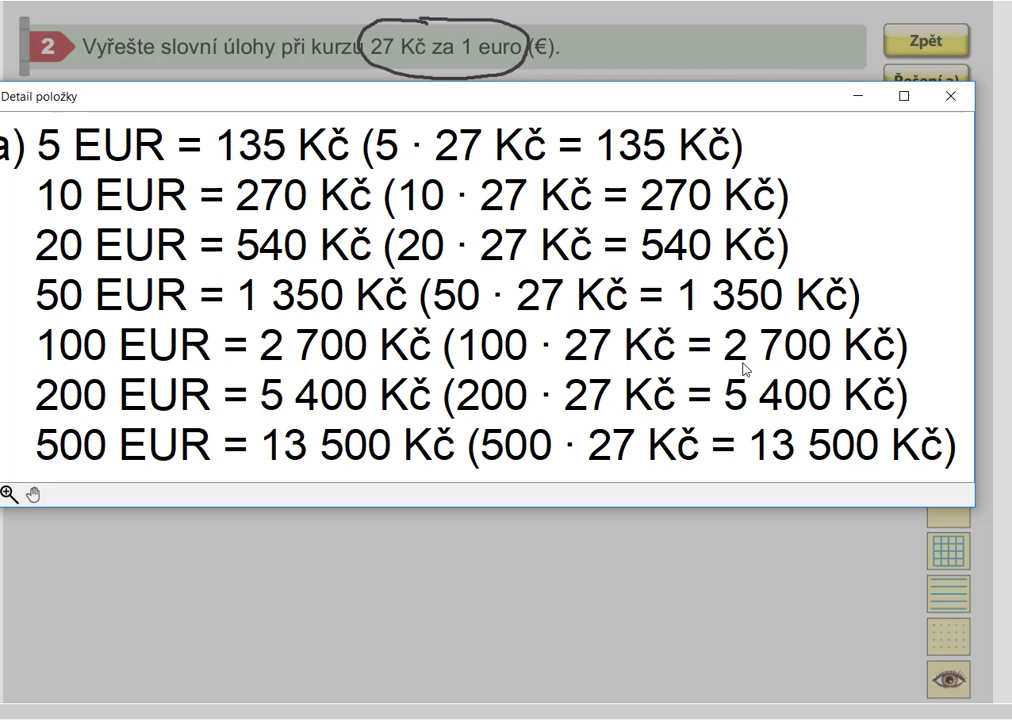 2 Vyřešte slovní úlohy při kurzu 27 Kč za 1 euro (€).
Zpět
Řešení a)
Detail položky
a) 5 EUR = 135 Kč (5 · 27 Kč = 135 Kč)
10 EUR = 270 Kč (10 · 27 Kč = 270 Kč)
20 EUR = 540 Kč (20 · 27 Kč = 540 Kč)
50 EUR = 1 350 Kč (50 · 27 Kč = 1 350 Kč)
100 EUR = 2 700 Kč (100 · 27 Kč = 2 700 Kč)
200 EUR = 5 400 Kč (200 · 27 Kč = 5 400 Kč)
500 EUR = 13 500 Kč (500 · 27 Kč = 13 500 Kč)